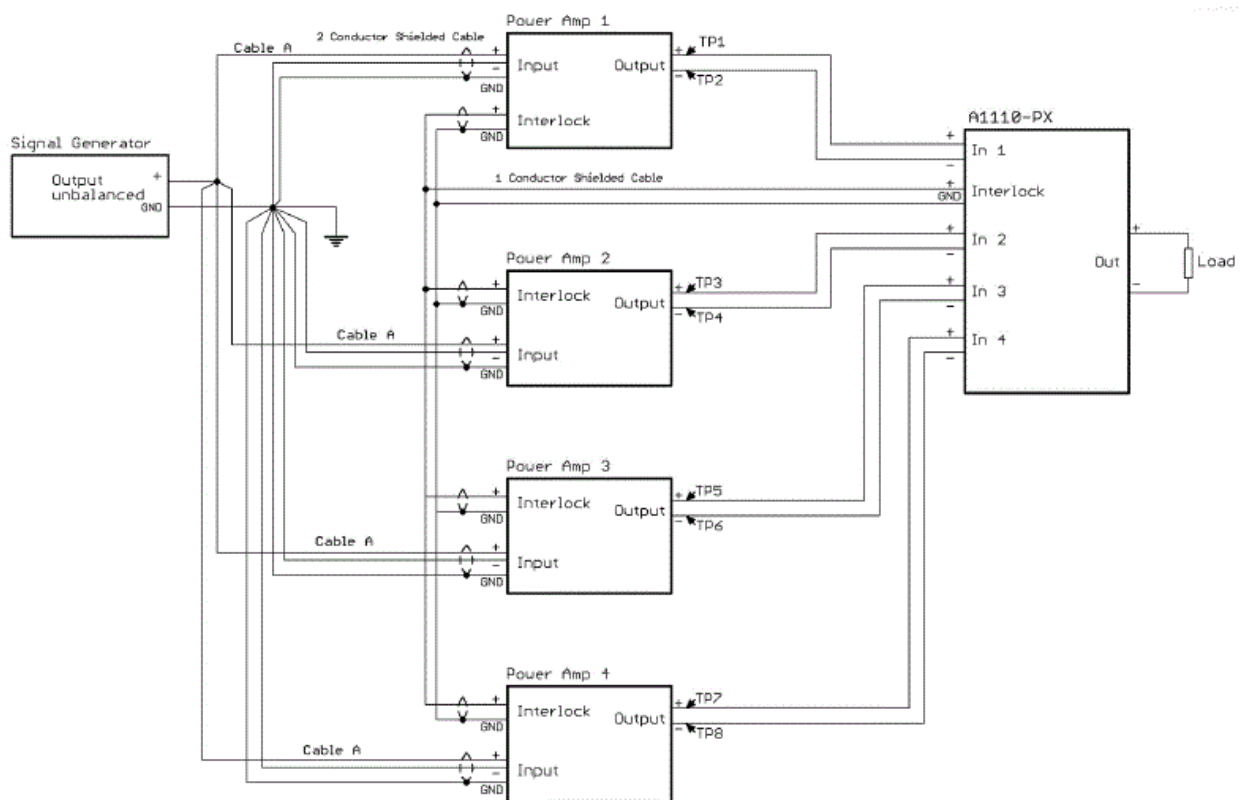 Power Amp 1
2 Conductor Shielded Cable
Cable A
+
Input
-
GND
+
Interlock
GND
Output
+
TP1
-
TP2
A1110-PX
+
In 1
-
+
Interlock
GND
+
In 2
-
+
In 3
-
+
In 4
-
Out
+
-
Load
Signal Generator
Output
unbalanced
+
GND
1 Conductor Shielded Cable
Power Amp 2
+
Interlock
GND
Cable A
+
Input
-
GND
Output
+
TP3
-
TP4
Power Amp 3
+
Interlock
GND
Cable A
+
Input
-
GND
Output
+
TP5
-
TP6
Power Amp 4
+
Interlock
GND
Cable A
+
Input
-
GND
Output
+
TP7
-
TP8